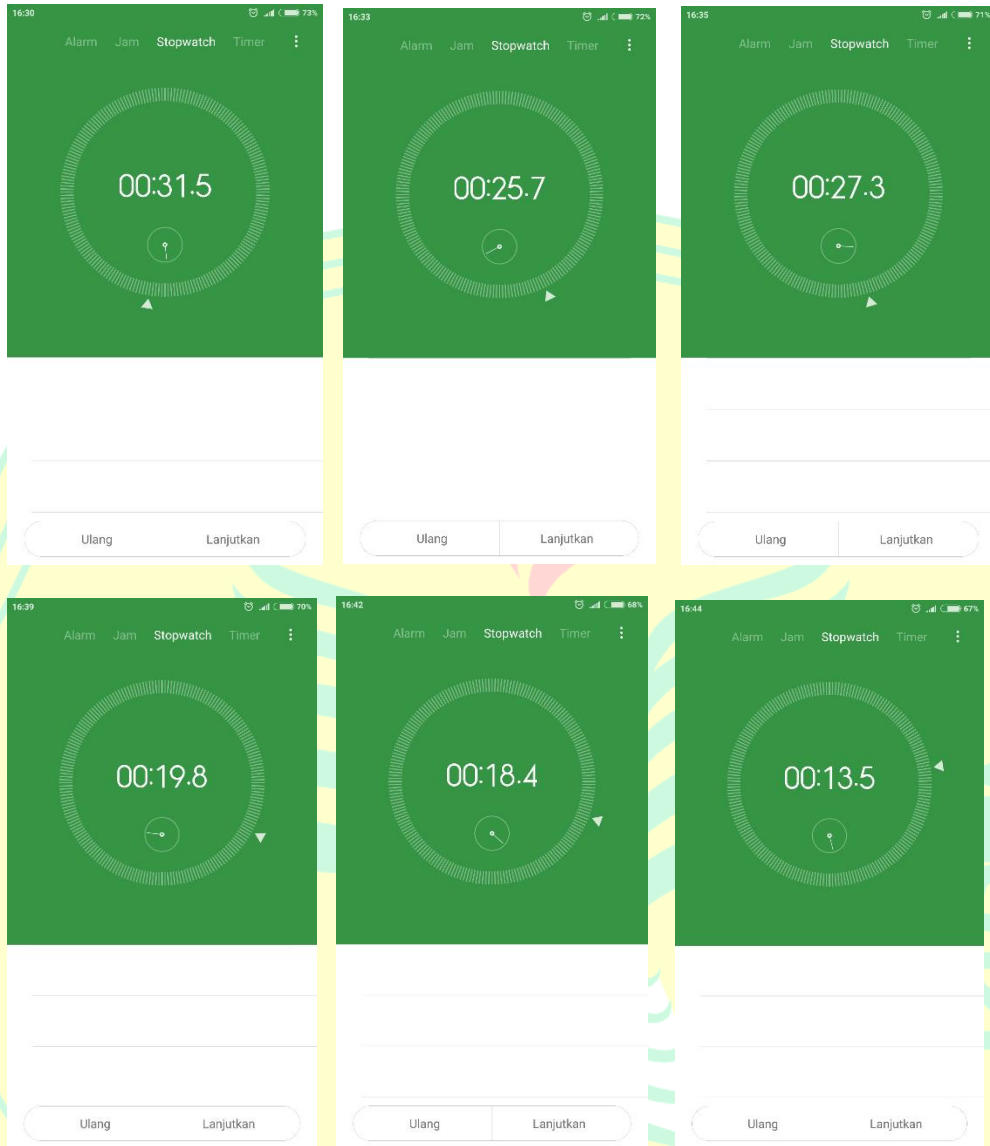 16:30 73%
Alarm Jam Stopwatch Timer
00:31.5
Ulang Lanjutkan
16:33 72%
Alarm Jam Stopwatch Timer
00:25.7
Ulang Lanjutkan
16:35 71%
Alarm Jam Stopwatch Timer
00:27.3
Ulang Lanjutkan
16:39 70%
Alarm Jam Stopwatch Timer
00:19.8
Ulang Lanjutkan
16:42 68%
Alarm Jam Stopwatch Timer
00:18.4
Ulang Lanjutkan
16:44 67%
Alarm Jam Stopwatch Timer
00:13.5
Ulang Lanjutkan